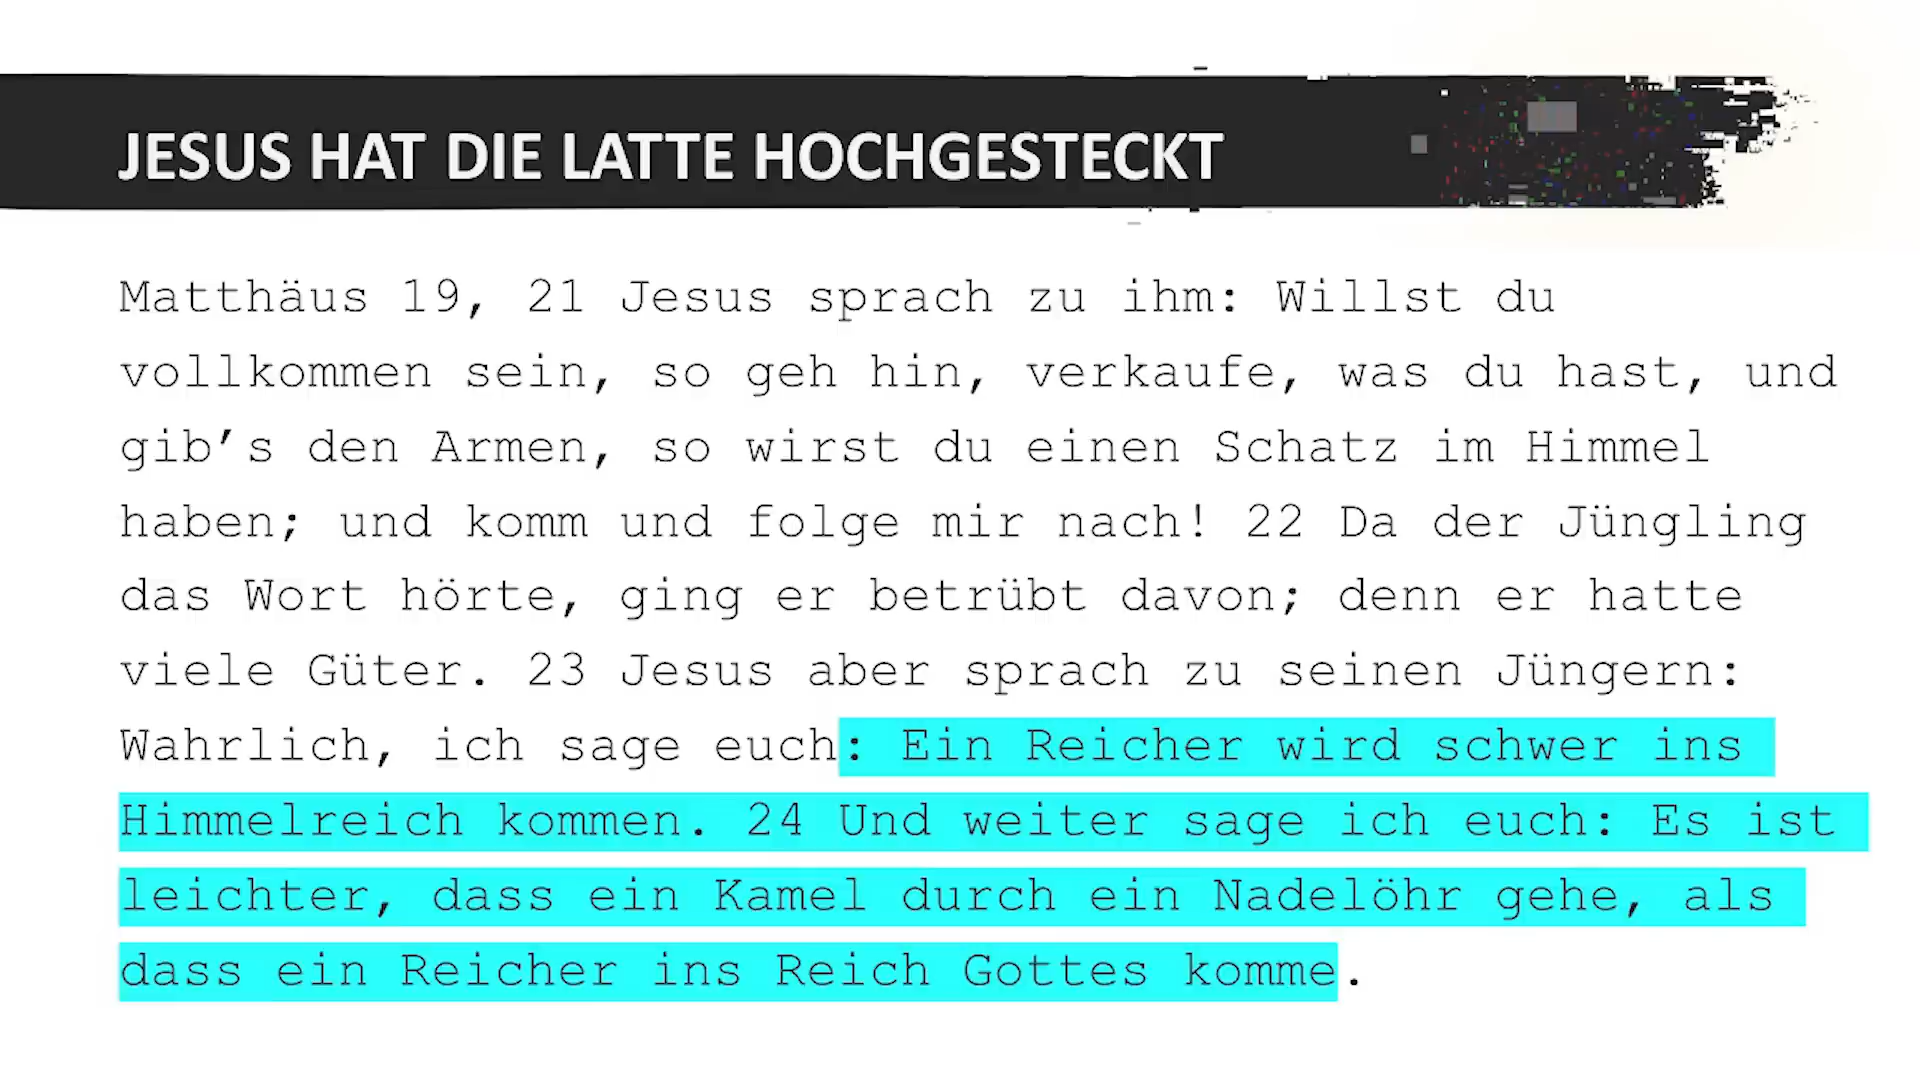 JESUS HAT DIE LATTE HOCHGESTECKT
Matthäus 19, 21 Jesus sprach zu ihm: Willst du
vollkommen sein, so geh hin, verkaufe, was du hast, und
gib’s den Armen, so wirst du einen Schatz im Himmel
haben; und komm und folge mir nach! 22 Da der Jüngling
das Wort hörte, ging er betrübt davon; denn er hatte
viele Güter. 23 Jesus aber sprach zu seinen Jüngern:
Wahrlich, ich sage euch: Ein Reicher wird schwer ins
Himmelreich kommen. 24 Und weiter sage ich euch: Es ist
leichter, dass ein Kamel durch ein Nadelöhr gehe, als
dass ein Reicher ins Reich Gottes komme.